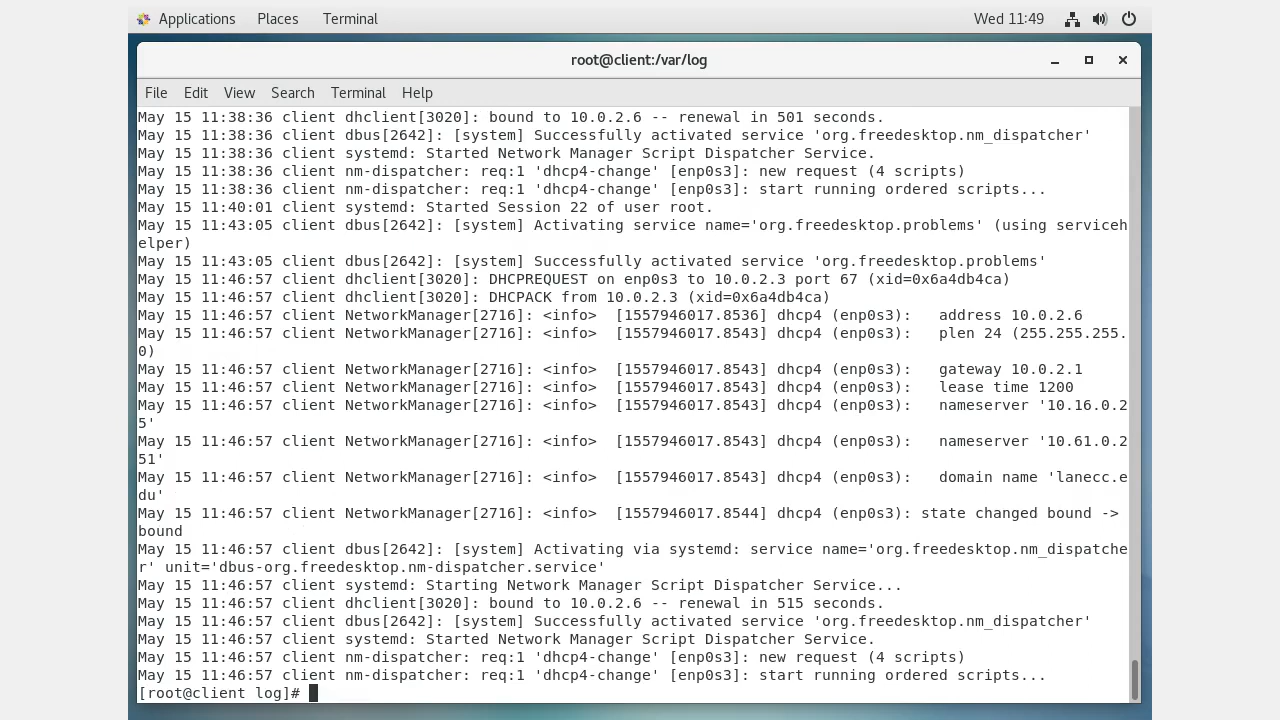 Applications Places Terminal Wed 11:49
root@client:/var/log
File Edit View Search Terminal Help
May 15 11:38:36 client dhclient[3020]: bound to 10.0.2.6 -- renewal in 501 seconds.
May 15 11:38:36 client dbus[2642]: [system] Successfully activated service 'org.freedesktop.nm_dispatcher'
May 15 11:38:36 client systemd: Started Network Manager Script Dispatcher Service.
May 15 11:38:36 client nm-dispatcher: req:1 'dhcp4-change' [enp0s3]: new request (4 scripts)
May 15 11:38:36 client nm-dispatcher: req:1 'dhcp4-change' [enp0s3]: start running ordered scripts...
May 15 11:40:01 client systemd: Started Session 22 of user root.
May 15 11:43:05 client dbus[2642]: [system] Activating service name='org.freedesktop.problems' (using serviceh
elper)
May 15 11:43:05 client dbus[2642]: [system] Successfully activated service 'org.freedesktop.problems'
May 15 11:46:57 client dhclient[3020]: DHCPREQUEST on enp0s3 to 10.0.2.3 port 67 (xid=0x6a4db4ca)
May 15 11:46:57 client dhclient[3020]: DHCPACK from 10.0.2.3 (xid=0x6a4db4ca)
May 15 11:46:57 client NetworkManager[2716]: <info>  [1557946017.8536] dhcp4 (enp0s3):   address 10.0.2.6
May 15 11:46:57 client NetworkManager[2716]: <info>  [1557946017.8543] dhcp4 (enp0s3):   plen 24 (255.255.255.
0)
May 15 11:46:57 client NetworkManager[2716]: <info>  [1557946017.8543] dhcp4 (enp0s3):   gateway 10.0.2.1
May 15 11:46:57 client NetworkManager[2716]: <info>  [1557946017.8543] dhcp4 (enp0s3):   lease time 1200
May 15 11:46:57 client NetworkManager[2716]: <info>  [1557946017.8543] dhcp4 (enp0s3):   nameserver '10.16.0.2
5'
May 15 11:46:57 client NetworkManager[2716]: <info>  [1557946017.8543] dhcp4 (enp0s3):   nameserver '10.61.0.2
51'
May 15 11:46:57 client NetworkManager[2716]: <info>  [1557946017.8543] dhcp4 (enp0s3):   domain name 'lanecc.e
du'
May 15 11:46:57 client NetworkManager[2716]: <info>  [1557946017.8544] dhcp4 (enp0s3): state changed bound ->
bound
May 15 11:46:57 client dbus[2642]: [system] Activating via systemd: service name='org.freedesktop.nm_dispatche
r' unit='dbus-org.freedesktop.nm-dispatcher.service'
May 15 11:46:57 client systemd: Starting Network Manager Script Dispatcher Service...
May 15 11:46:57 client dhclient[3020]: bound to 10.0.2.6 -- renewal in 515 seconds.
May 15 11:46:57 client dbus[2642]: [system] Successfully activated service 'org.freedesktop.nm_dispatcher'
May 15 11:46:57 client systemd: Started Network Manager Script Dispatcher Service.
May 15 11:46:57 client nm-dispatcher: req:1 'dhcp4-change' [enp0s3]: new request (4 scripts)
May 15 11:46:57 client nm-dispatcher: req:1 'dhcp4-change' [enp0s3]: start running ordered scripts...
[root@client log]#